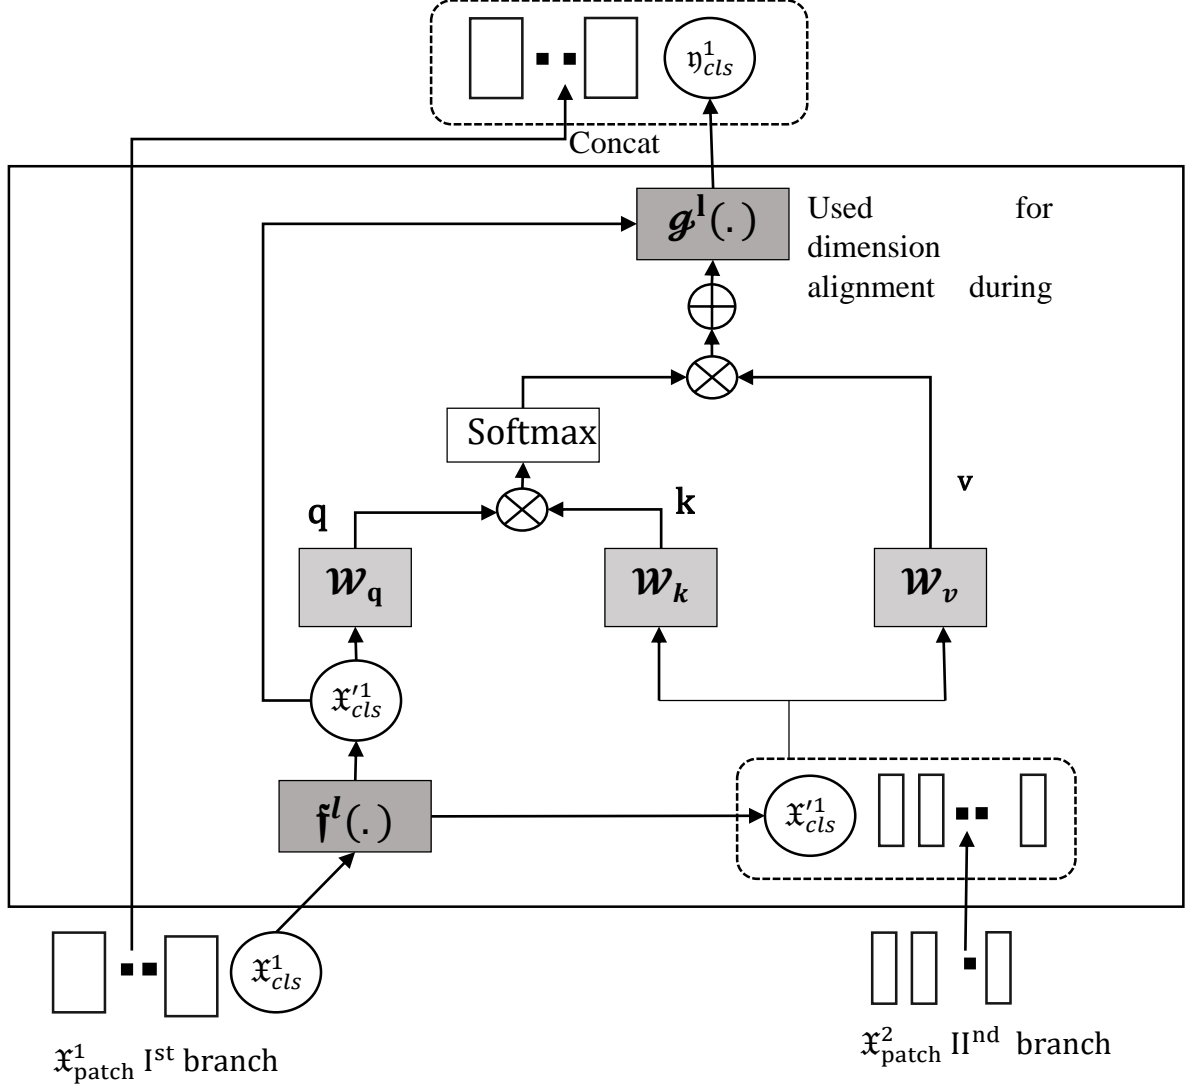 𝔶¹cls
Concat
𝓰ˡ(.)
Used for
dimension
alignment during
Softmax
q
k
v
𝓦q
𝓦k
𝓦v
𝔛′¹cls
𝔣ˡ(.)
𝔛′¹cls
𝔛¹cls
𝔛¹patch Iˢᵗ branch
𝔛²patch IIⁿᵈ branch